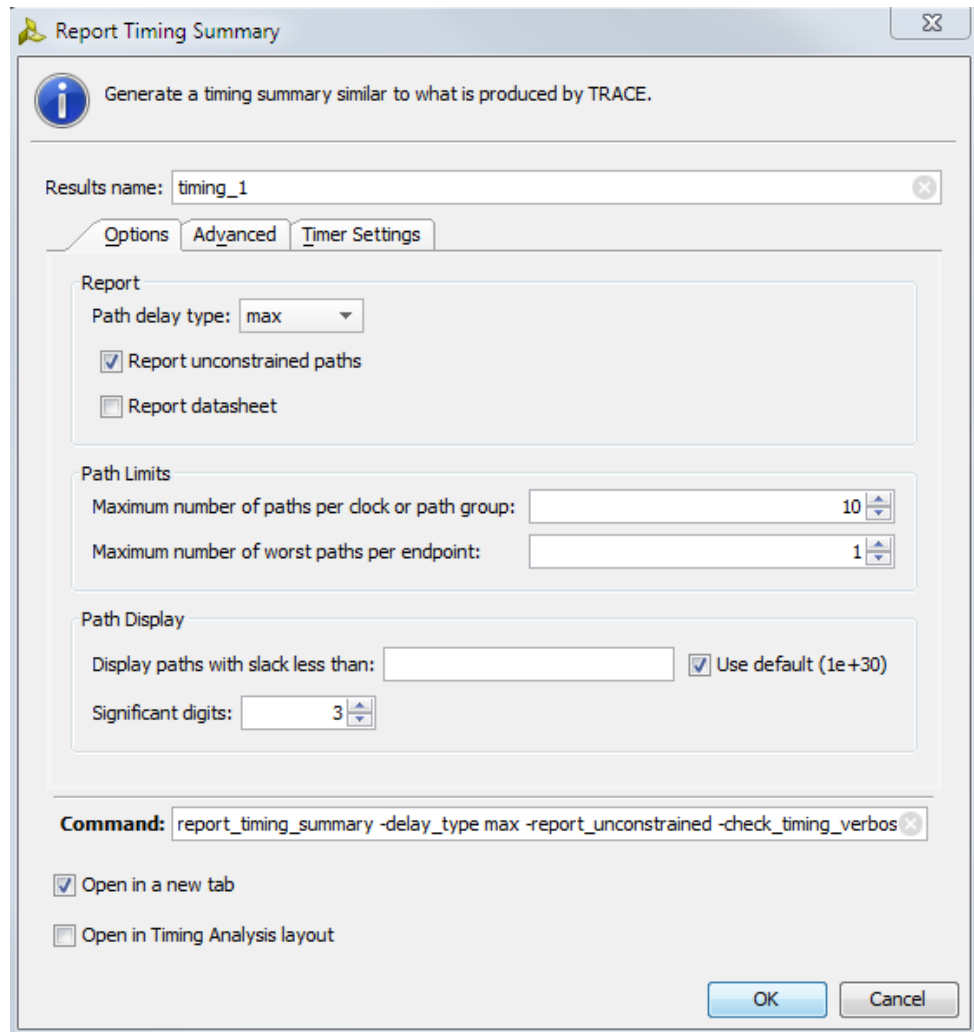 Report Timing Summary
Generate a timing summary similar to what is produced by TRACE.
Results name: timing_1
Options Advanced Timer Settings
Report
Path delay type: max
Report unconstrained paths
Report datasheet
Path Limits
Maximum number of paths per clock or path group: 10
Maximum number of worst paths per endpoint: 1
Path Display
Display paths with slack less than: Use default (1e+30)
Significant digits: 3
Command: report_timing_summary -delay_type max -report_unconstrained -check_timing_verbos
Open in a new tab
Open in Timing Analysis layout
OK Cancel